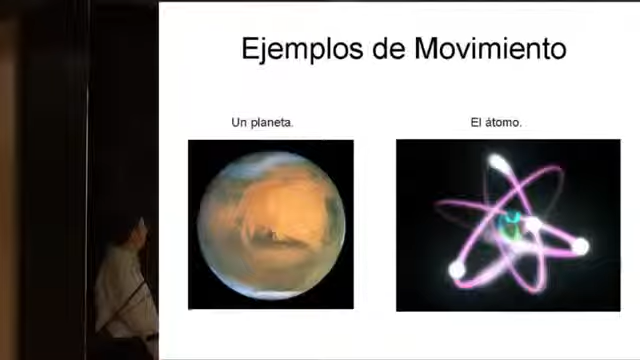 Ejemplos de Movimiento
Un planeta.
El átomo.